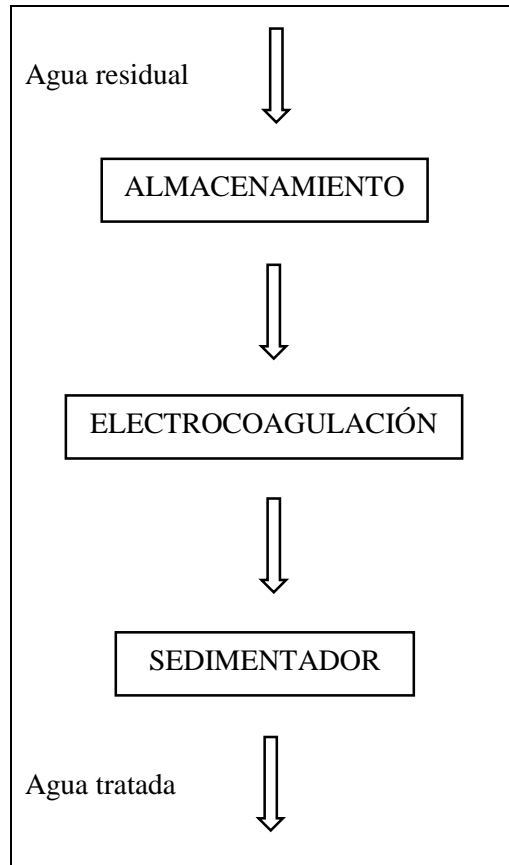 Agua residual
ALMACENAMIENTO
ELECTROCOAGULACIÓN
SEDIMENTADOR
Agua tratada